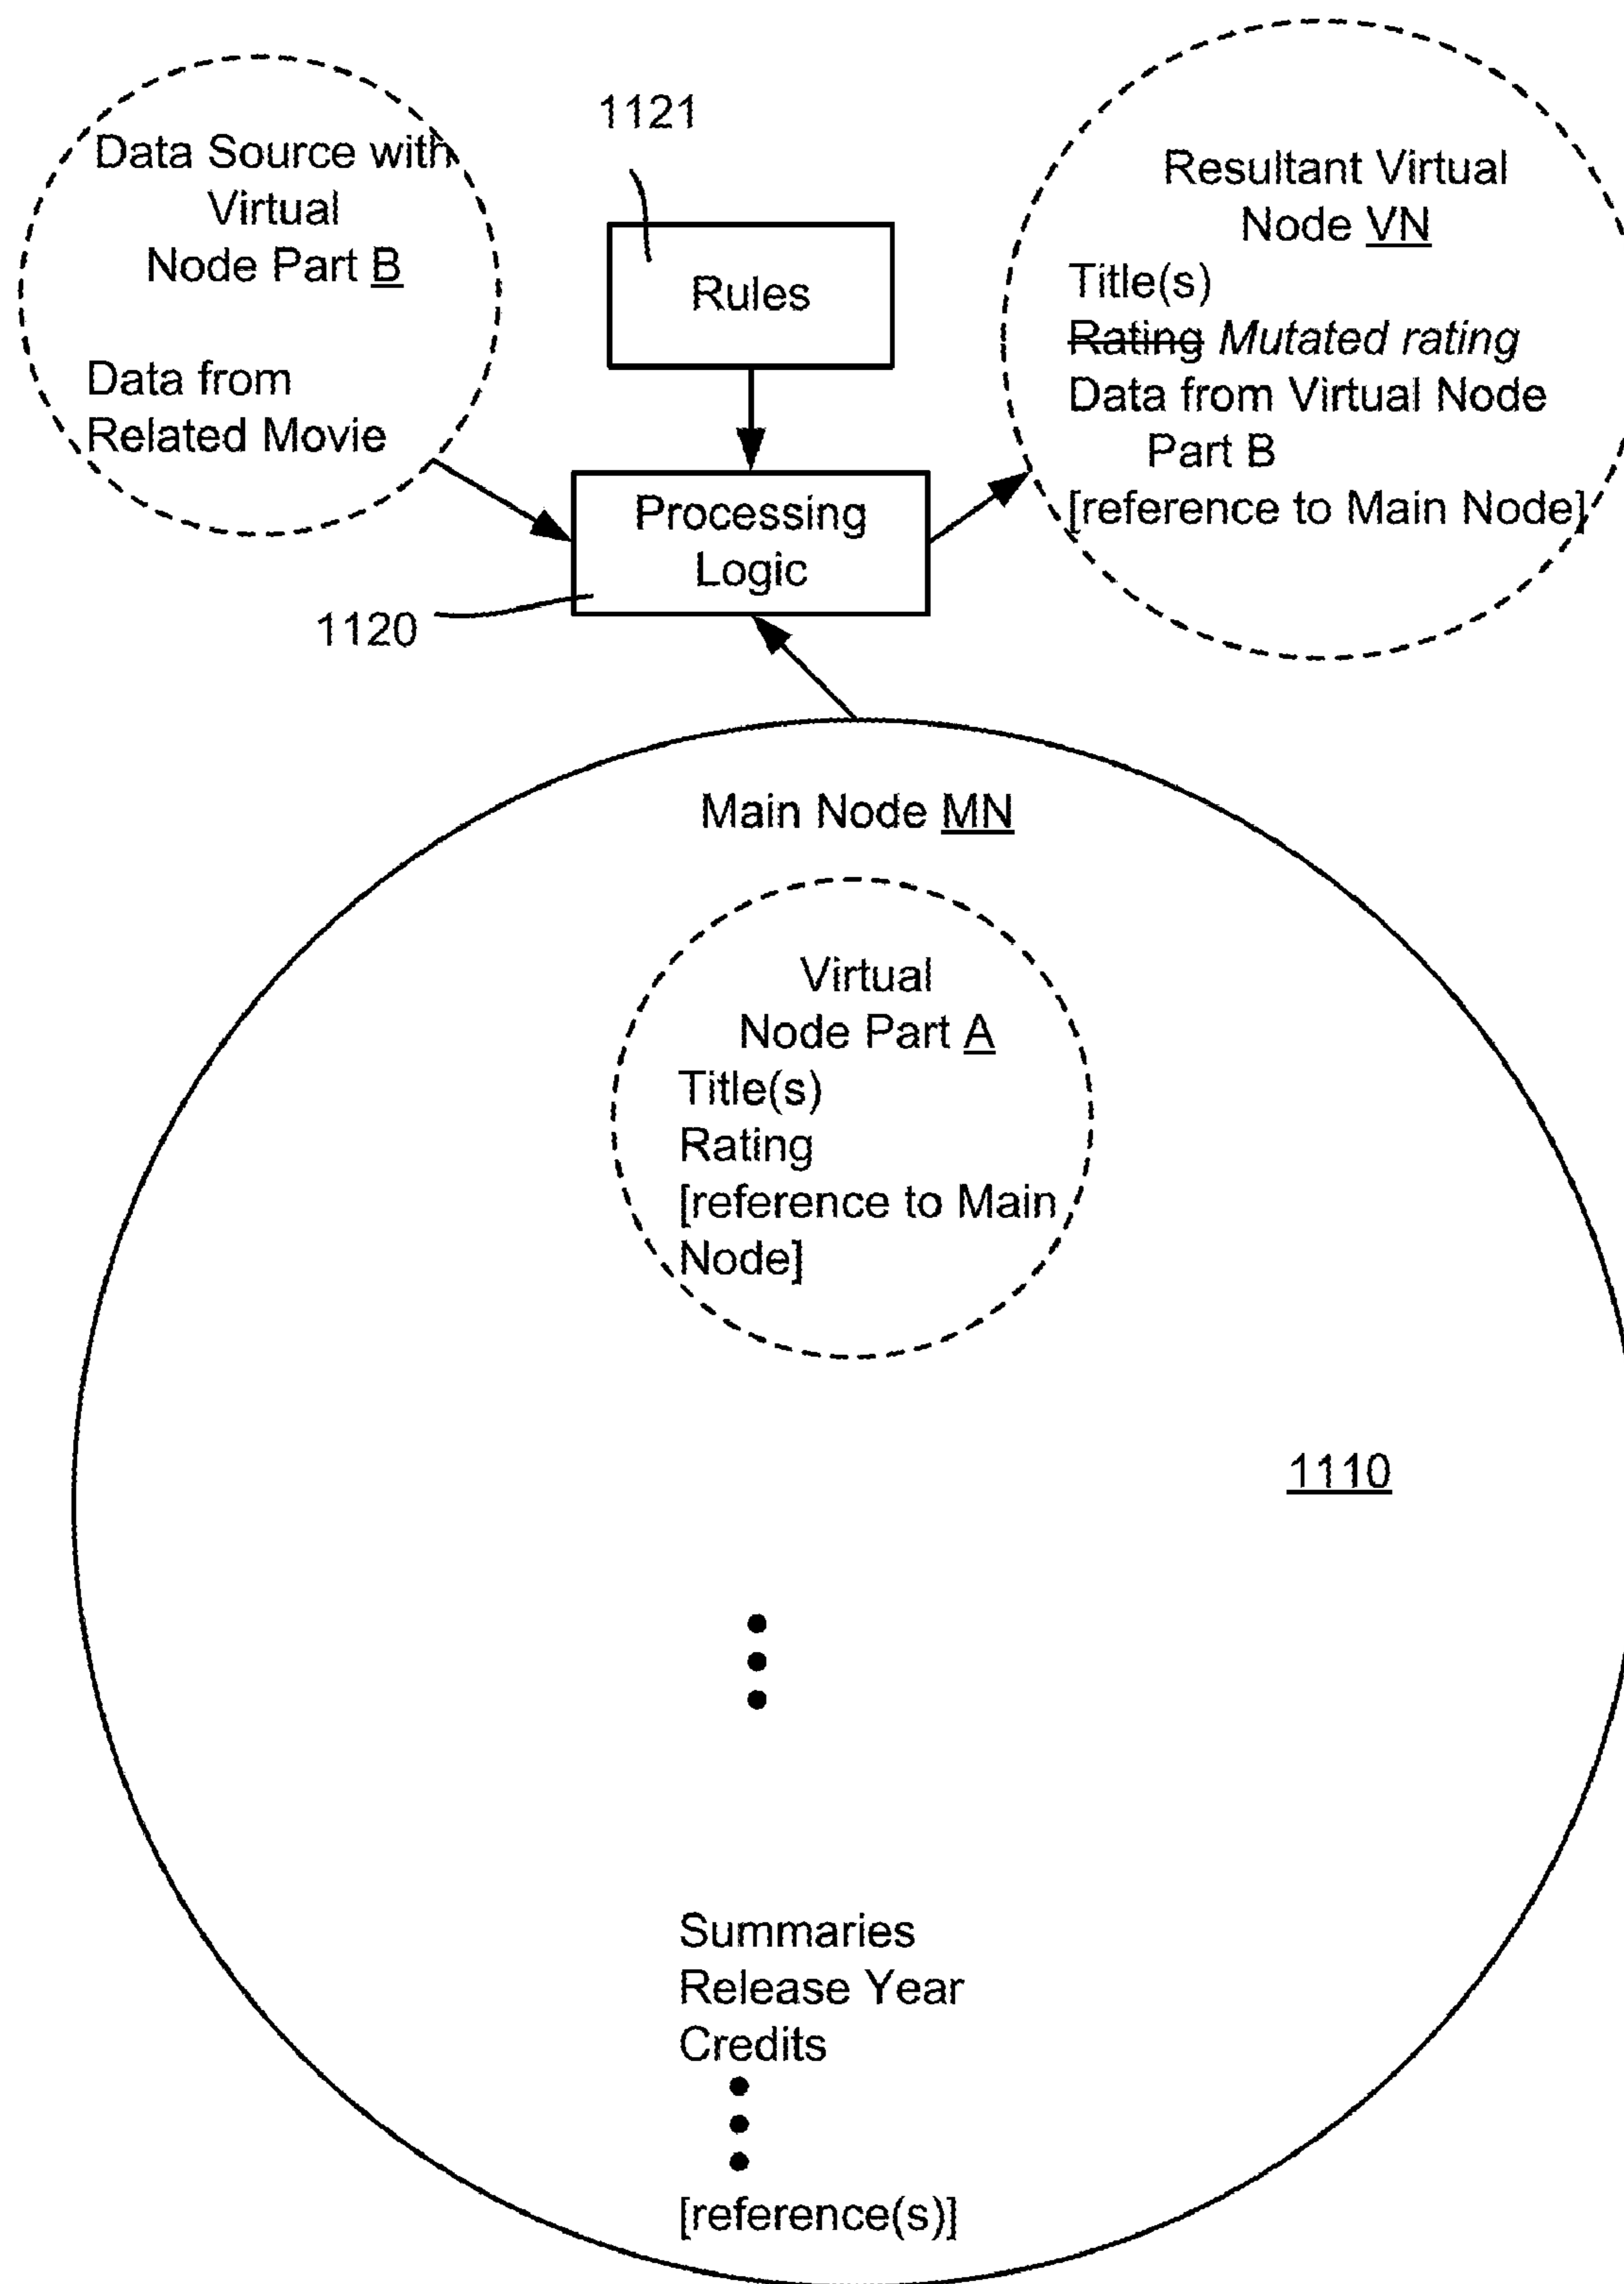 Data Source with
Virtual
Node Part B
Data from
Related Movie
1121
Rules
Resultant Virtual
Node VN
Title(s)
Rating Mutated rating
Data from Virtual Node
Part B
[reference to Main Node]
Processing
Logic
1120
Main Node MN
Virtual
Node Part A
Title(s)
Rating
[reference to Main
Node]
1110
Summaries
Release Year
Credits
[reference(s)]